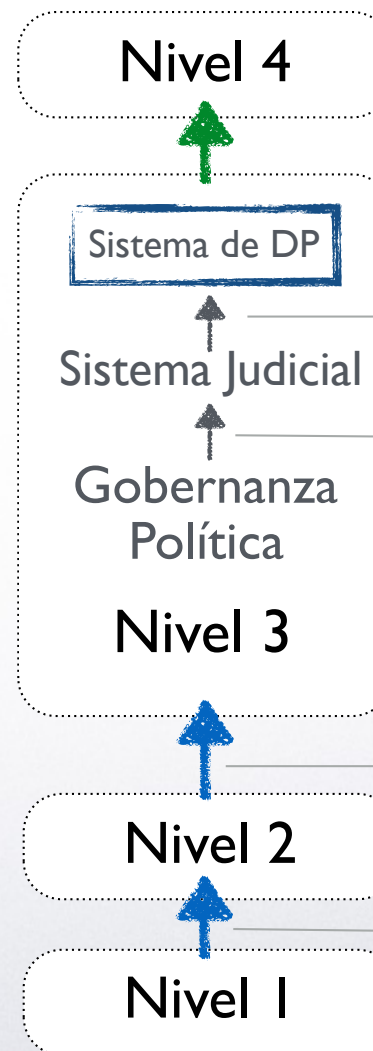 Nivel 4
Sistema de DP
Sistema Judicial
Gobernanza
Política
Nivel 3
Nivel 2
Nivel 1